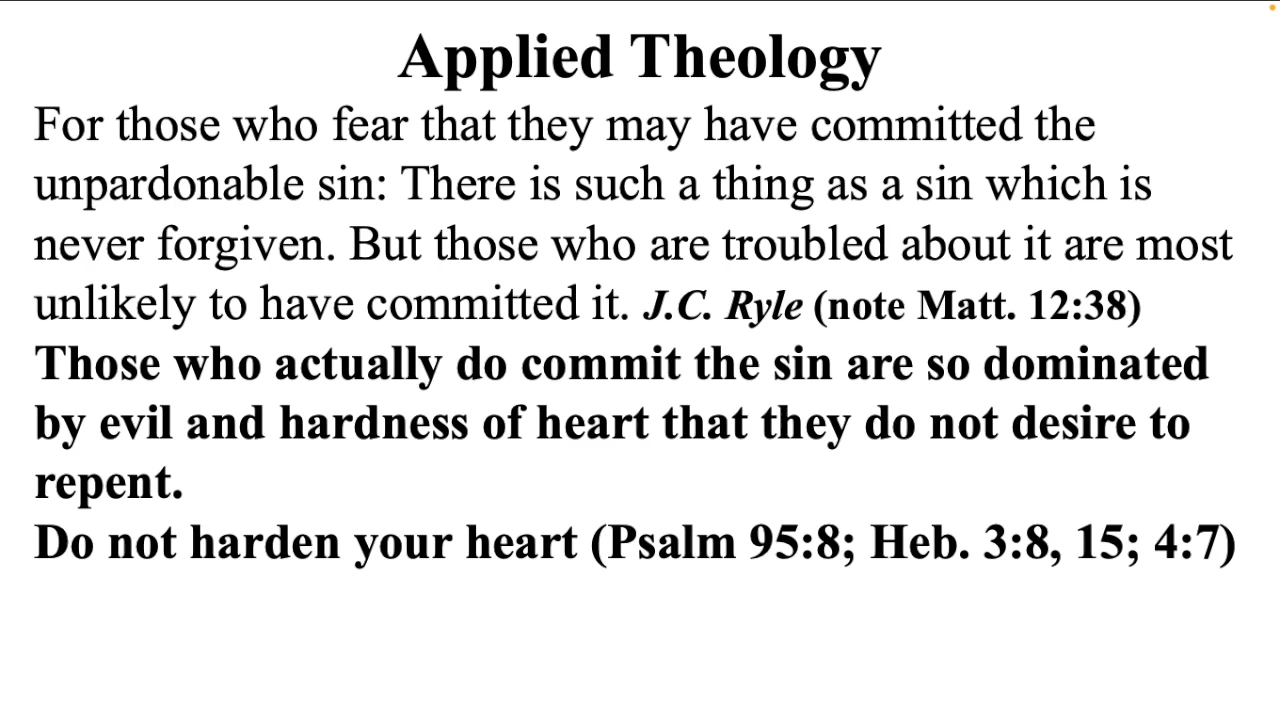 Applied Theology
For those who fear that they may have committed the
unpardonable sin: There is such a thing as a sin which is
never forgiven. But those who are troubled about it are most
unlikely to have committed it. J.C. Ryle (note Matt. 12:38)
Those who actually do commit the sin are so dominated
by evil and hardness of heart that they do not desire to
repent.
Do not harden your heart (Psalm 95:8; Heb. 3:8, 15; 4:7)